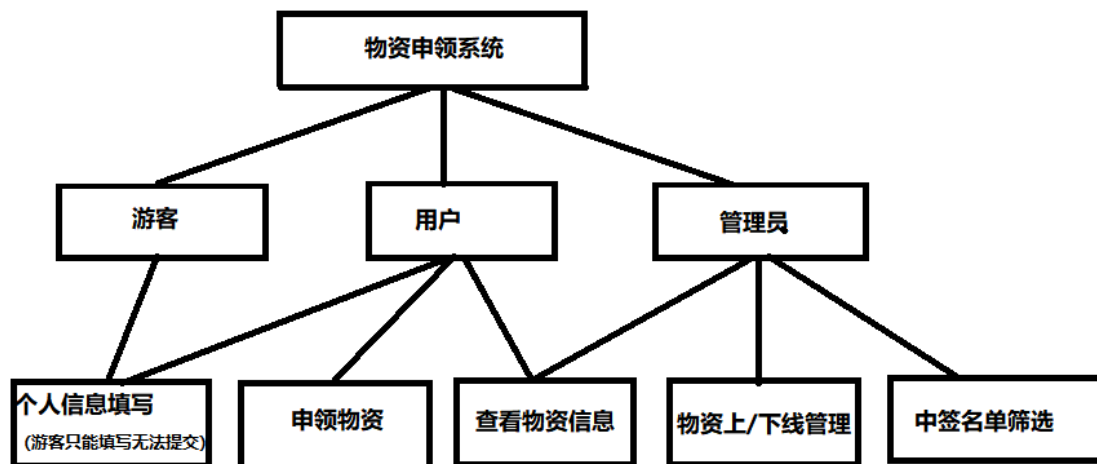 物资申领系统
游客
用户
管理员
个人信息填写
(游客只能填写无法提交)
申领物资
查看物资信息
物资上/下线管理
中签名单筛选